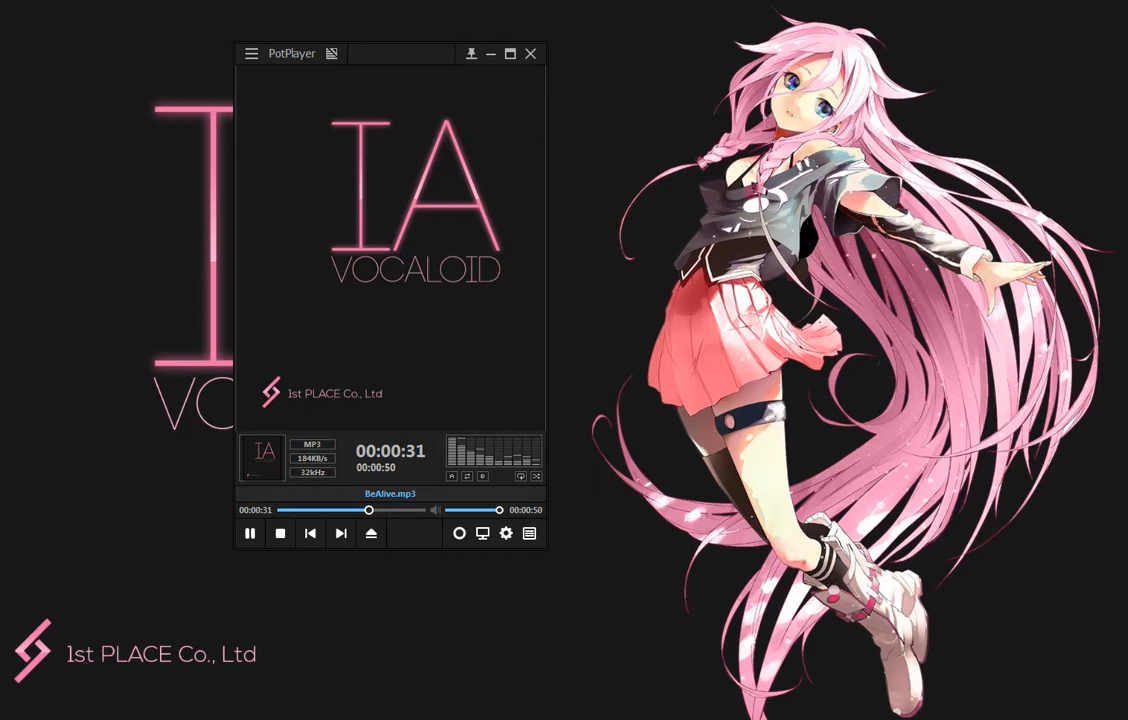 PotPlayer
I
VO
IA
VOCALOID
1st PLACE Co., Ltd
IA
MP3
184KB/s
32kHz
00:00:31
00:00:50
A
B
BeAlive.mp3
00:00:31
00:00:50
1st PLACE Co., Ltd